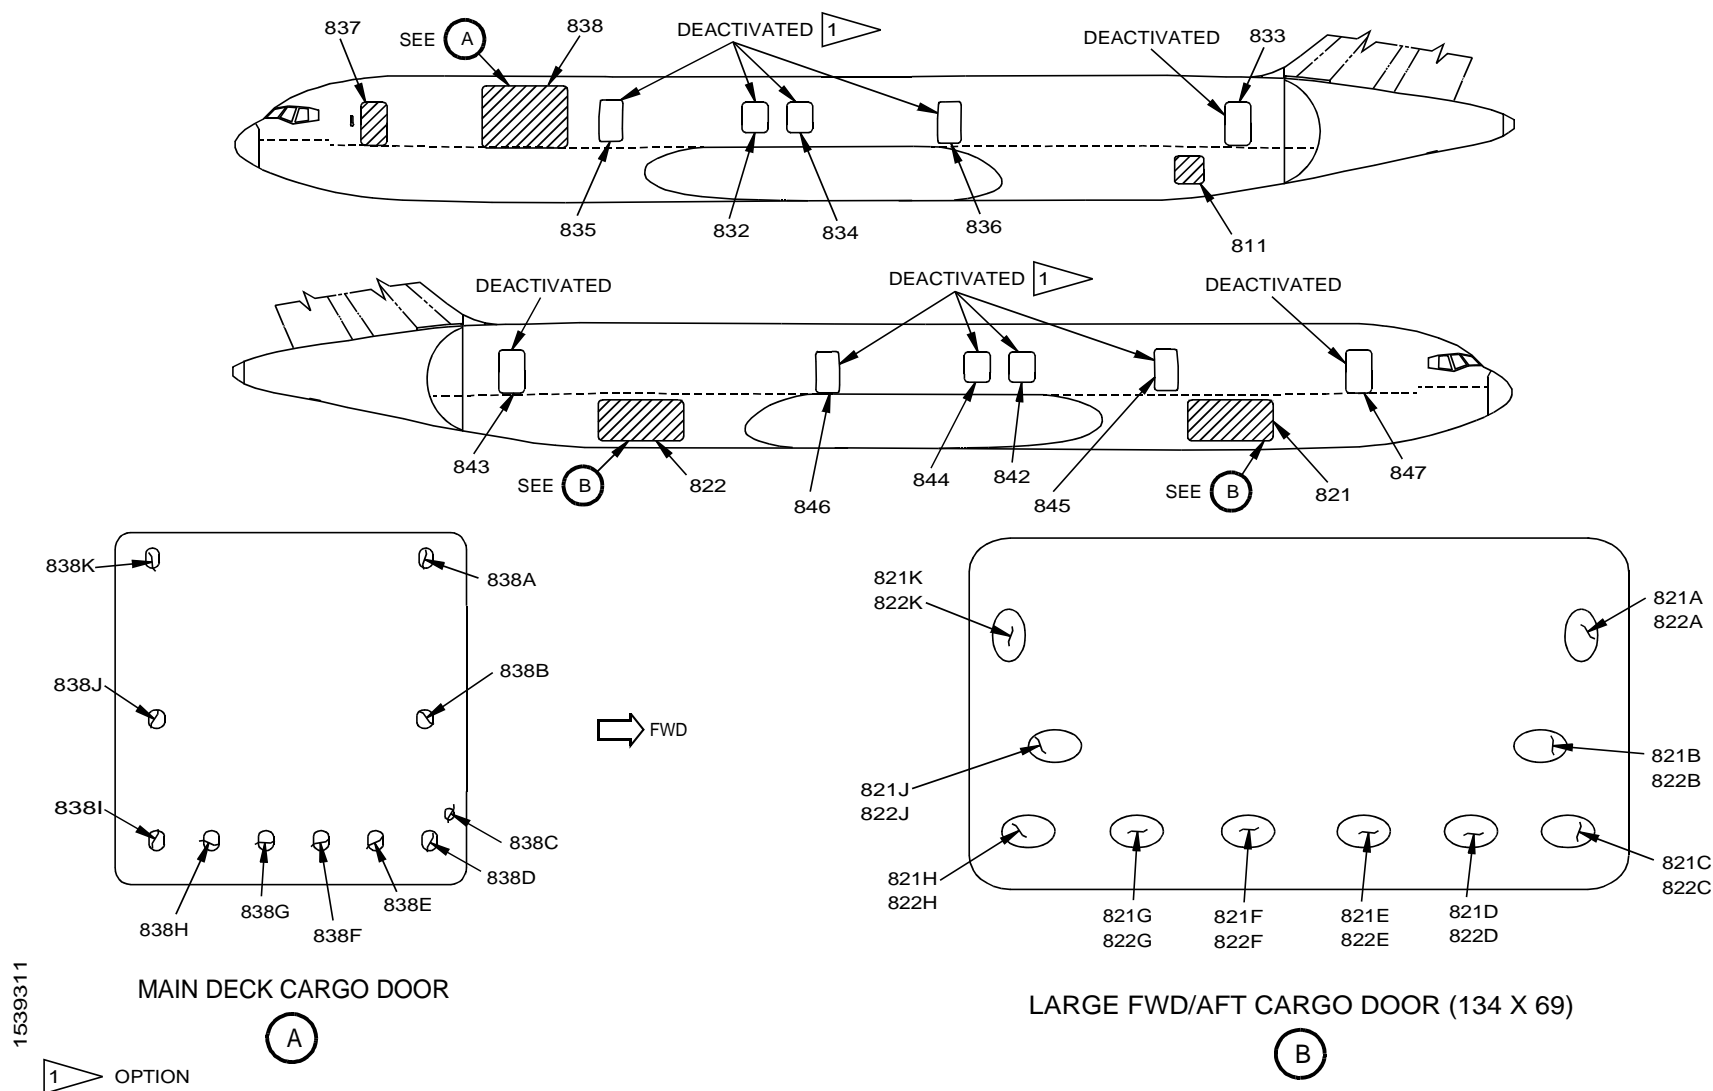 837
SEE A
838
DEACTIVATED 1
DEACTIVATED
833
835
832
834
836
811
DEACTIVATED
DEACTIVATED 1
DEACTIVATED
843
SEE B
822
846
844
842
845
SEE B
821
847
838K
838A
838J
838B
838I
838C
838D
838E
838F
838G
838H
FWD
821K
822K
821A
822A
821J
822J
821B
822B
821H
822H
821G
822G
821F
822F
821E
822E
821D
822D
821C
822C
MAIN DECK CARGO DOOR
A
LARGE FWD/AFT CARGO DOOR (134 X 69)
B
1 OPTION
1539311